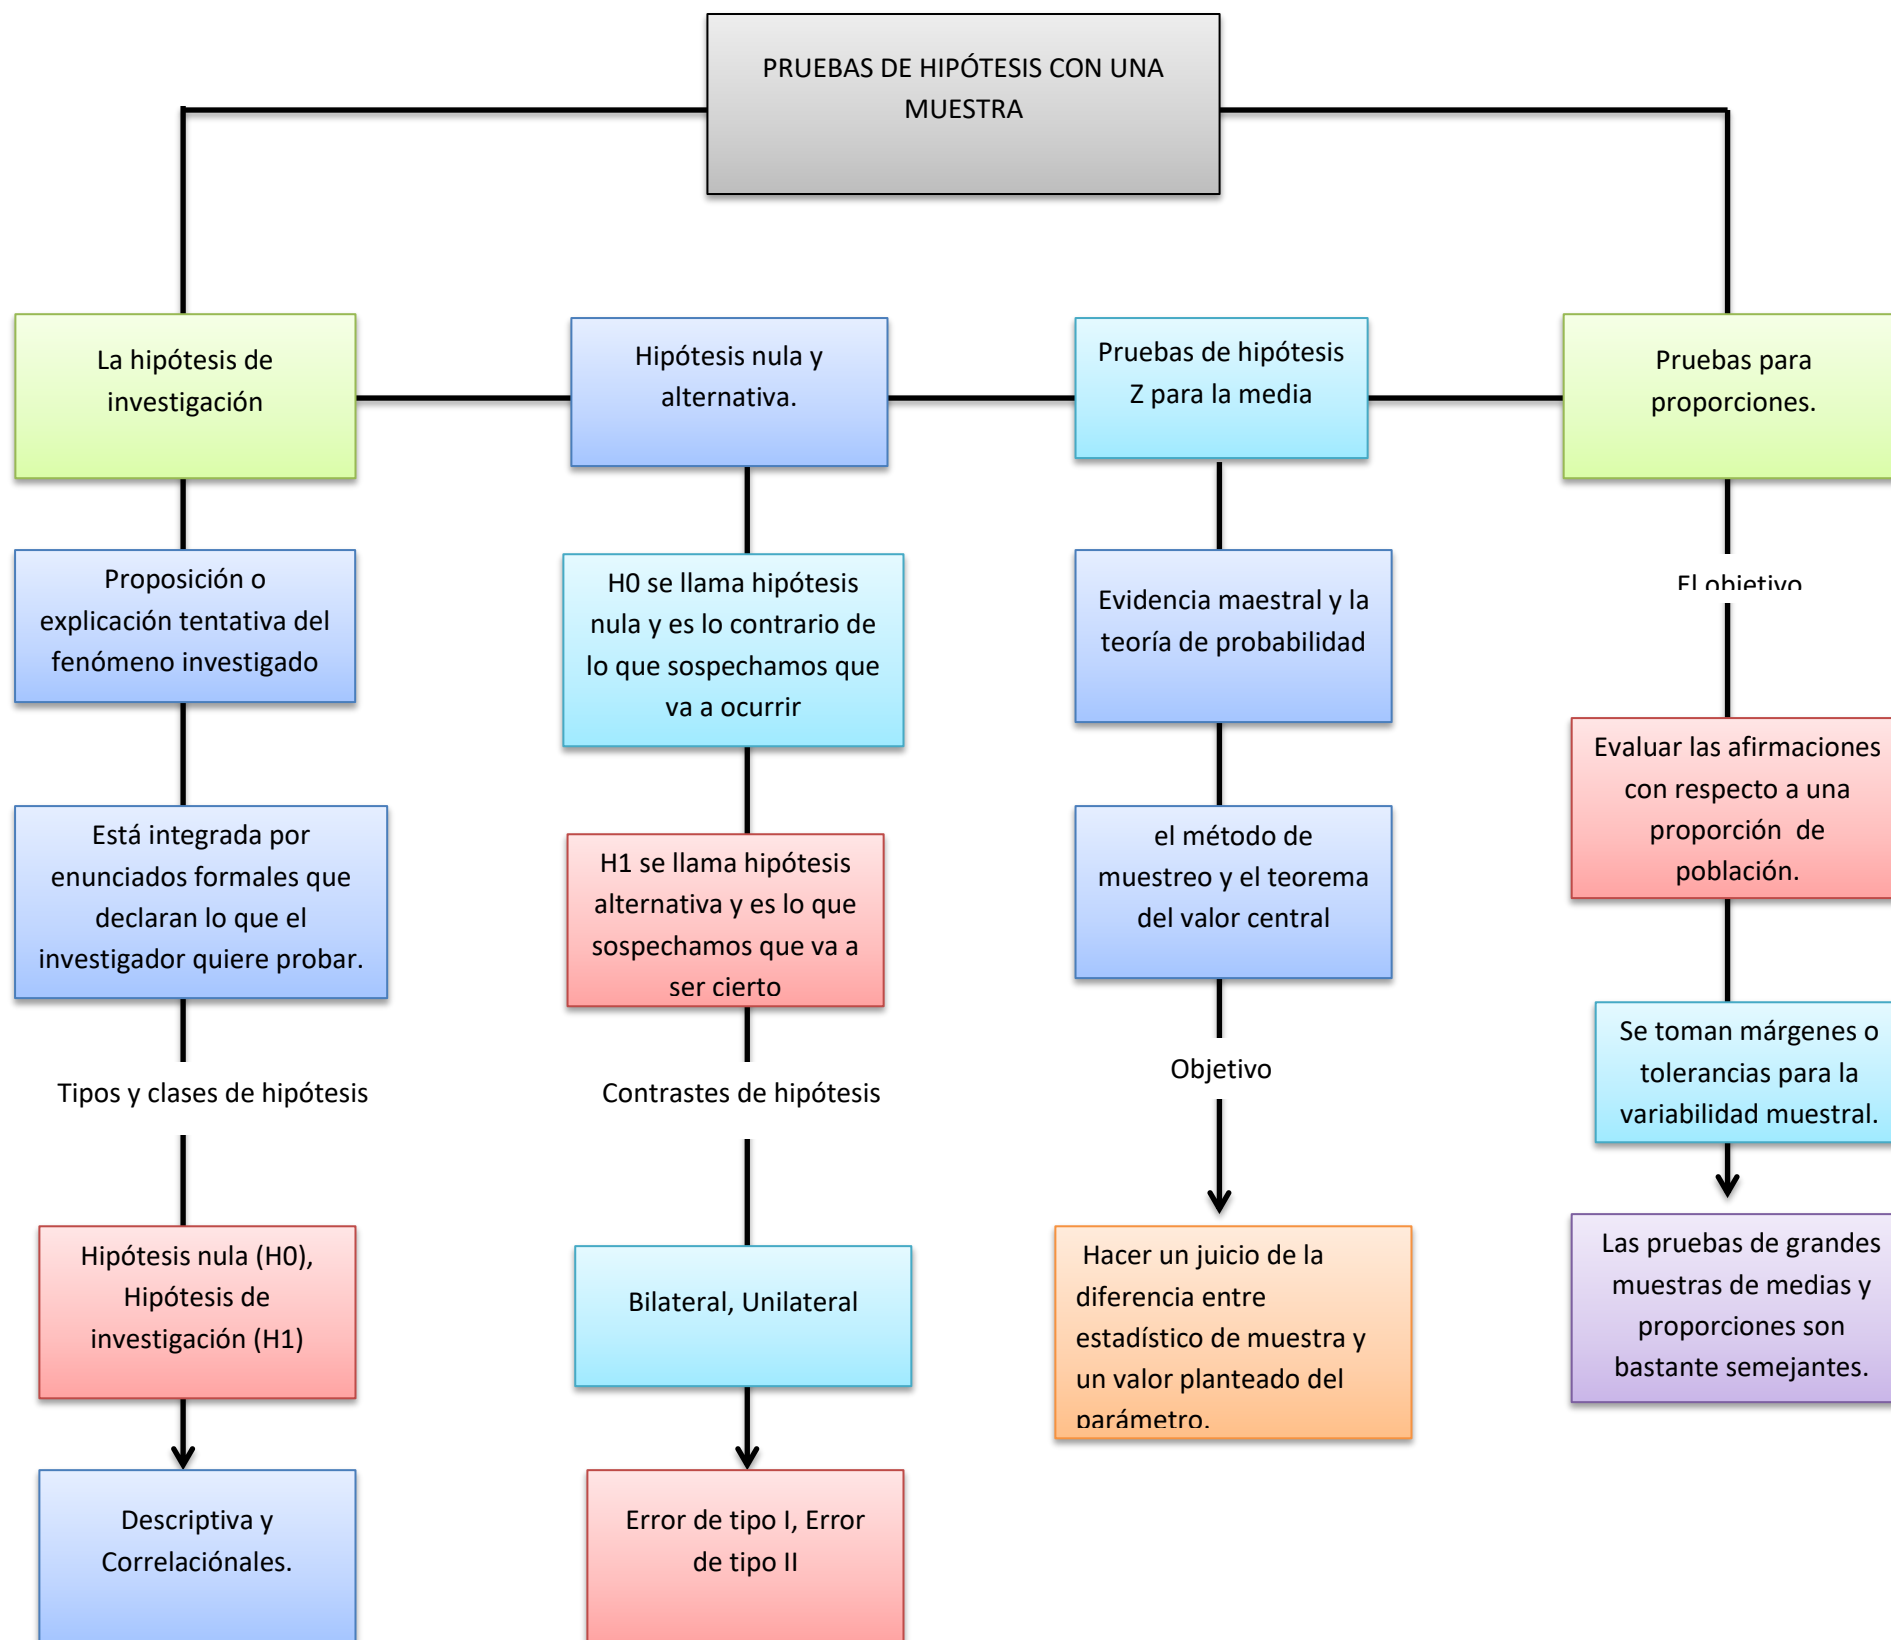 PRUEBAS DE HIPÓTESIS CON UNA
MUESTRA
La hipótesis de
investigación
Proposición o
explicación tentativa del
fenómeno investigado
Está integrada por
enunciados formales que
declaran lo que el
investigador quiere probar.
Tipos y clases de hipótesis
Hipótesis nula (H0),
Hipótesis de
investigación (H1)
Descriptiva y
Correlaciónales.
Hipótesis nula y
alternativa.
H0 se llama hipótesis
nula y es lo contrario de
lo que sospechamos que
va a ocurrir
H1 se llama hipótesis
alternativa y es lo que
sospechamos que va a
ser cierto
Contrastes de hipótesis
Bilateral, Unilateral
Error de tipo I, Error
de tipo II
Pruebas de hipótesis
Z para la media
Evidencia maestral y la
teoría de probabilidad
el método de
muestreo y el teorema
del valor central
Objetivo
Hacer un juicio de la
diferencia entre
estadístico de muestra y
un valor planteado del
parámetro.
Pruebas para
proporciones.
El objetivo
Evaluar las afirmaciones
con respecto a una
proporción  de
población.
Se toman márgenes o
tolerancias para la
variabilidad muestral.
Las pruebas de grandes
muestras de medias y
proporciones son
bastante semejantes.